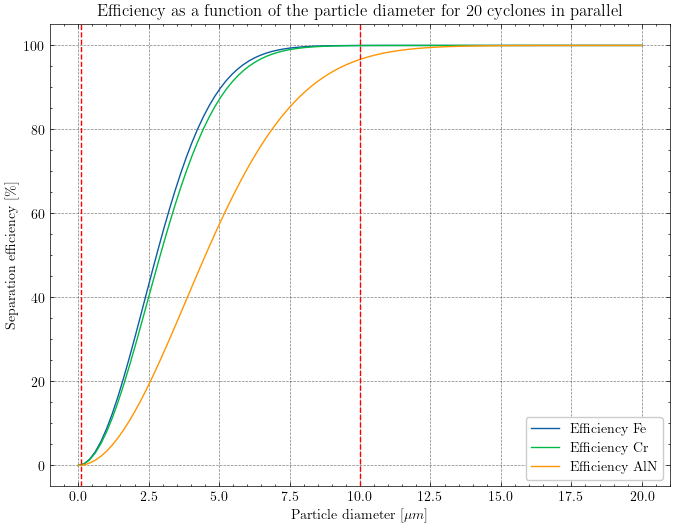 Efficiency as a function of the particle diameter for 20 cyclones in parallel
Separation efficiency [%]
100
80
60
40
20
0
0.0 2.5 5.0 7.5 10.0 12.5 15.0 17.5 20.0
Particle diameter [μm]
Efficiency Fe
Efficiency Cr
Efficiency AlN